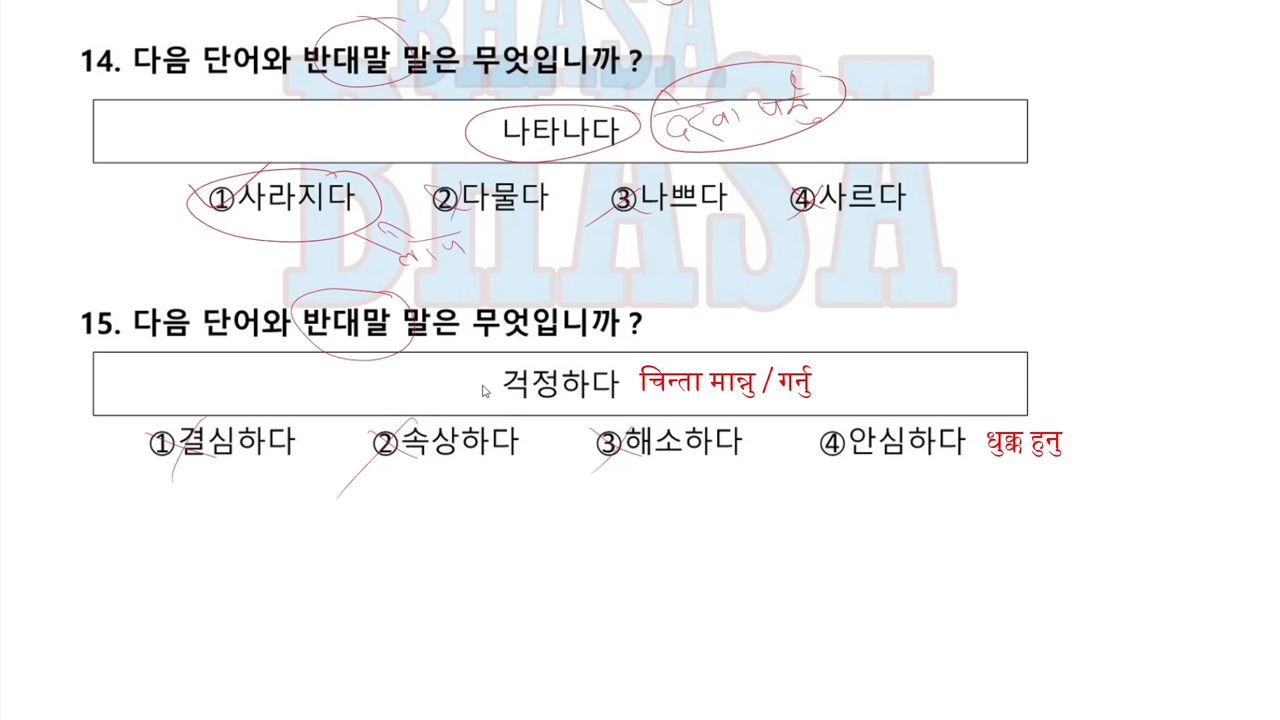 BHASA
14. 다음 단어와 반대말 말은 무엇입니까 ?
나타나다 देखा पर्नु
①사라지다 ②다물다 ③나쁘다 ④사르다
BHASA
15. 다음 단어와 반대말 말은 무엇입니까 ?
걱정하다 चिन्ता मान्नु / गर्नु
①결심하다 ②속상하다 ③해소하다 ④안심하다 धुक्क हुनु